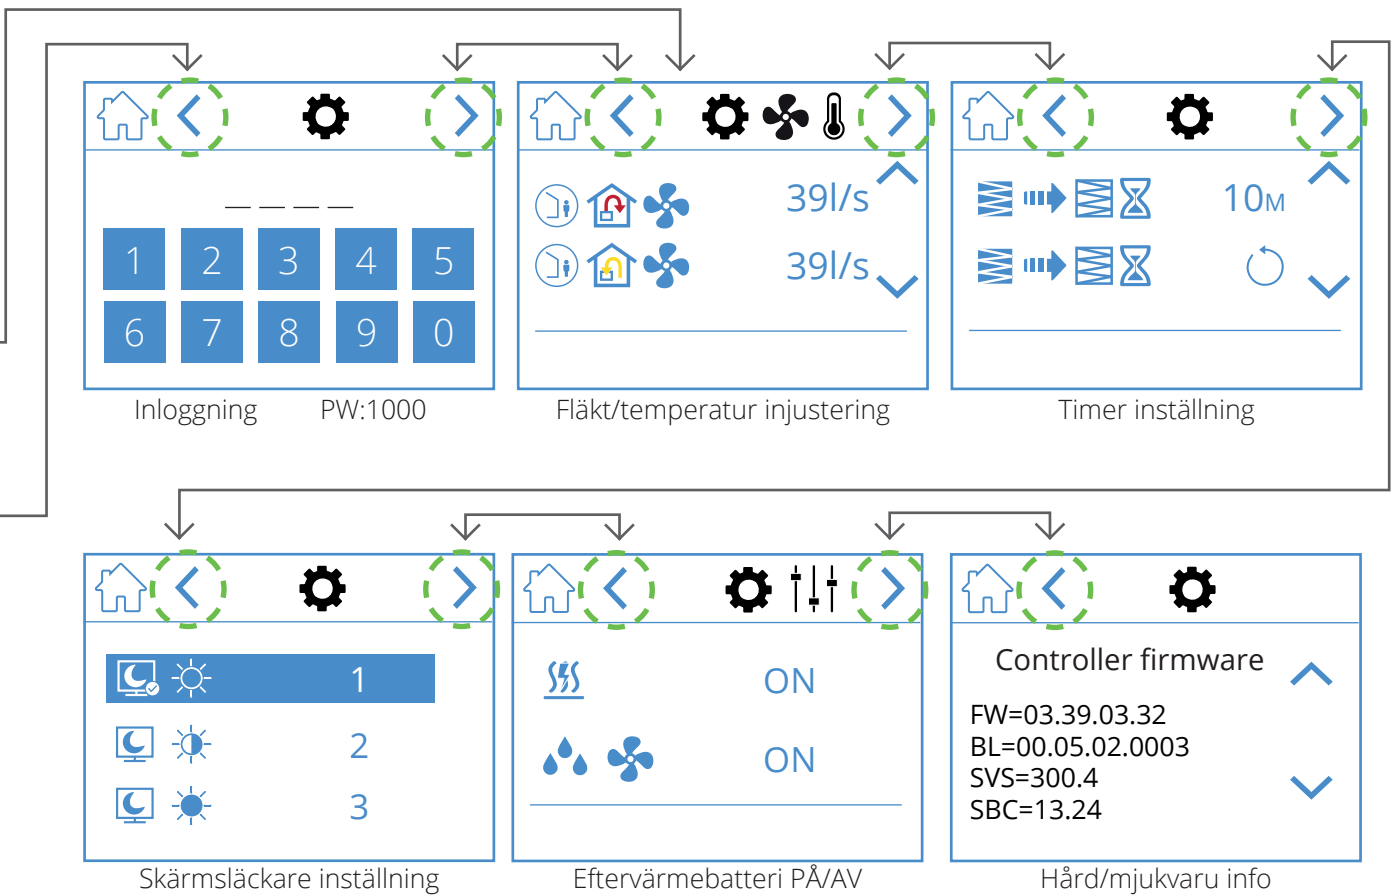 _ _ _ _
1 2 3 4 5
6 7 8 9 0
Inloggning PW:1000
39l/s
39l/s
Fläkt/temperatur injustering
10M
Timer inställning
1
2
3
Skärmsläckare inställning
ON
ON
Eftervärmebatteri PÅ/AV
Controller firmware
FW=03.39.03.32
BL=00.05.02.0003
SVS=300.4
SBC=13.24
Hård/mjukvaru info